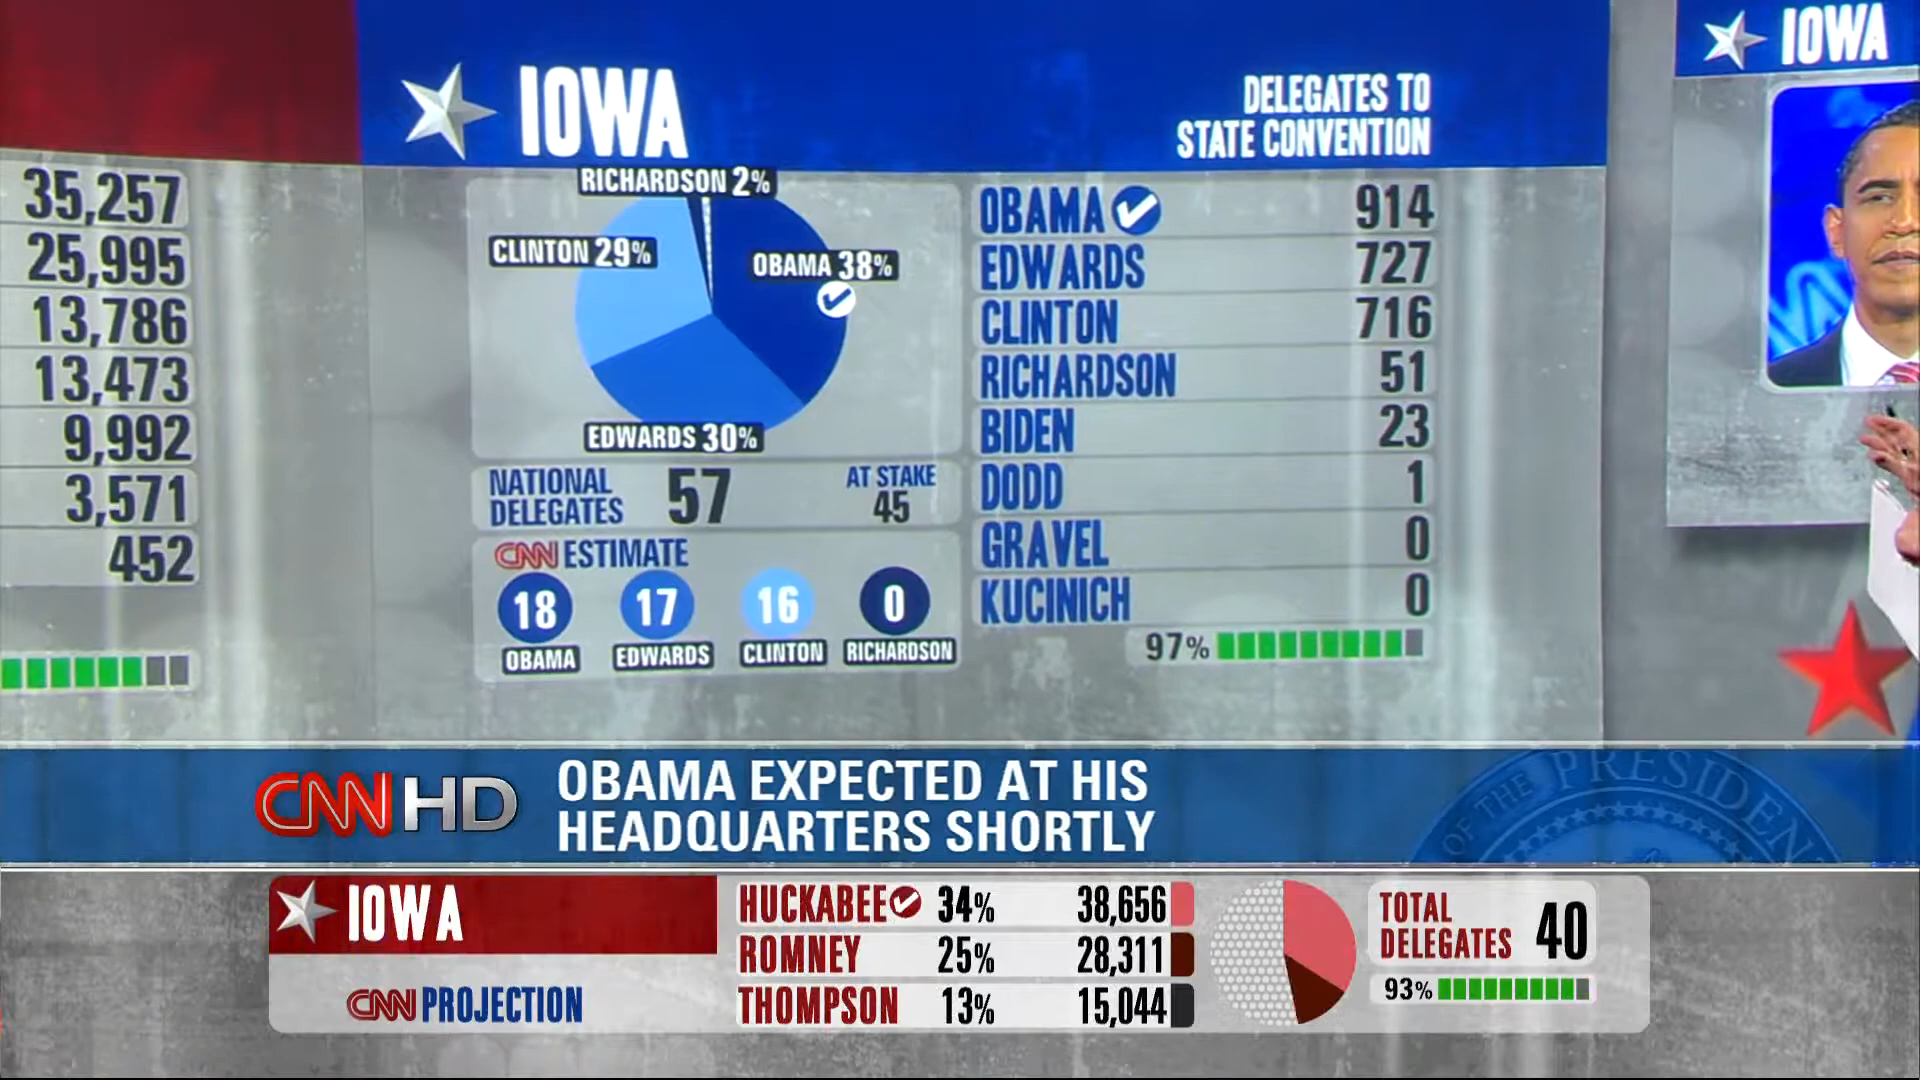 35,257
25,995
13,786
13,473
9,992
3,571
452
IOWA
DELEGATES TO
STATE CONVENTION
RICHARDSON 2%
CLINTON 29%
OBAMA 38%
EDWARDS 30%
NATIONAL
DELEGATES
57
AT STAKE
45
CNN ESTIMATE
18
17
16
0
OBAMA
EDWARDS
CLINTON
RICHARDSON
OBAMA 914
EDWARDS 727
CLINTON 716
RICHARDSON 51
BIDEN 23
DODD 1
GRAVEL 0
KUCINICH 0
97%
IOWA
CNN HD
OBAMA EXPECTED AT HIS
HEADQUARTERS SHORTLY
OF THE PRESIDEN
IOWA
CNN PROJECTION
HUCKABEE 34% 38,656
ROMNEY 25% 28,311
THOMPSON 13% 15,044
TOTAL
DELEGATES
40
93%